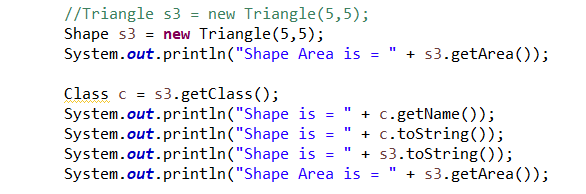 //Triangle s3 = new Triangle(5,5);
Shape s3 = new Triangle(5,5);
System.out.println("Shape Area is = " + s3.getArea());
Class c = s3.getClass();
System.out.println("Shape is = " + c.getName());
System.out.println("Shape is = " + c.toString());
System.out.println("Shape is = " + s3.toString());
System.out.println("Shape Area is = " + s3.getArea());